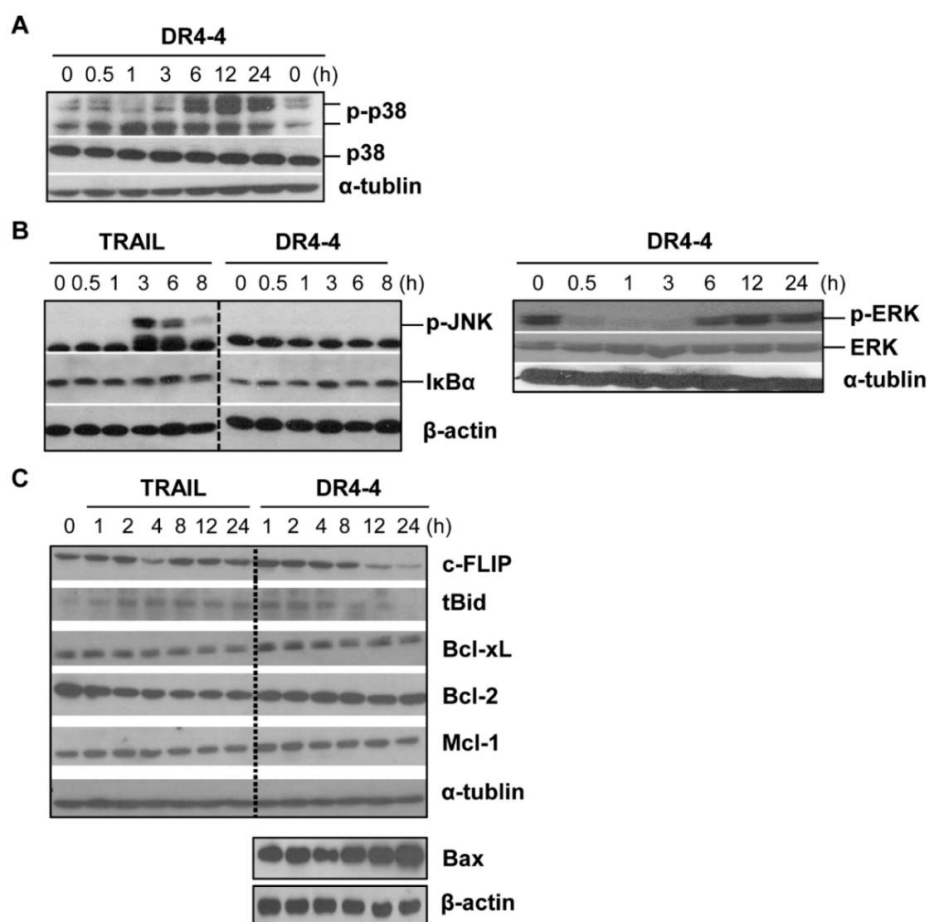 A
DR4-4
0 0.5 1 3 6 12 24 0 (h)
p-p38
p38
α-tublin
B
TRAIL DR4-4
0 0.5 1 3 6 8 0 0.5 1 3 6 8 (h)
p-JNK
IκBα
β-actin
DR4-4
0 0.5 1 3 6 12 24 (h)
p-ERK
ERK
α-tublin
C
TRAIL DR4-4
0 1 2 4 8 12 24 1 2 4 8 12 24 (h)
c-FLIP
tBid
Bcl-xL
Bcl-2
Mcl-1
α-tublin
Bax
β-actin